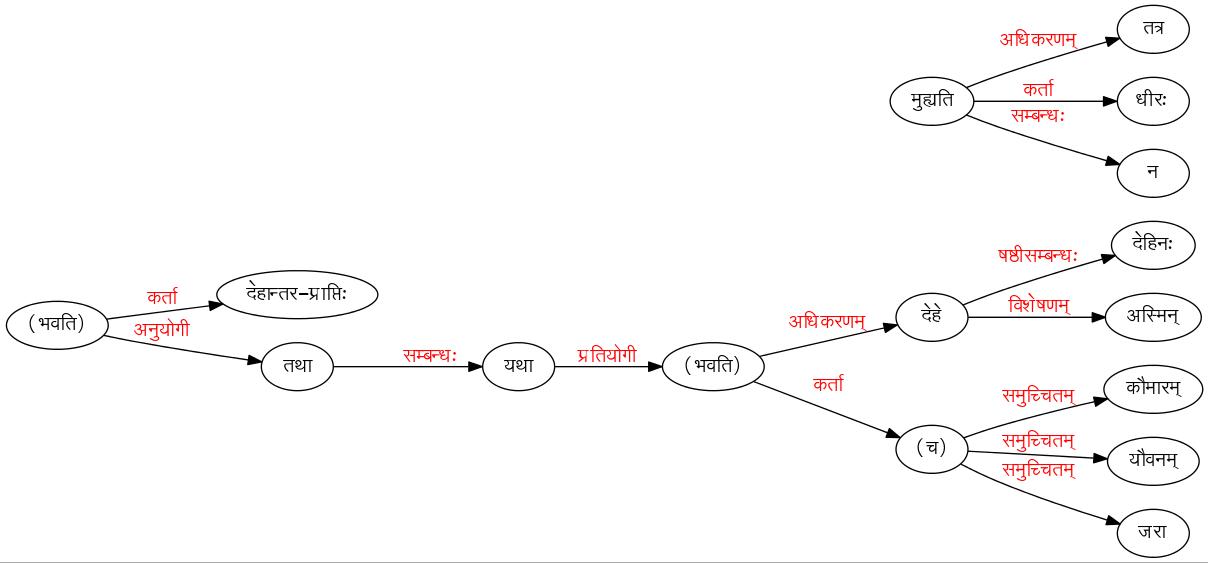 तत्र
अधिकरणम्
कर्ता
मुह्यति
धीरः
सम्बन्धः
न
षष्ठीसम्बन्धः
देहिनः
देहान्तर-प्राप्तिः
कर्ता
विशेषणम्
(भवति)
अनुयोगी
अधिकरणम्
देहे
अस्मिन्
सम्बन्धः
प्रतियोगी
तथा
यथा
(भवति)
कर्ता
समुच्चितम्
कौमारम्
समुच्चितम्
(च)
यौवनम्
समुच्चितम्
जरा